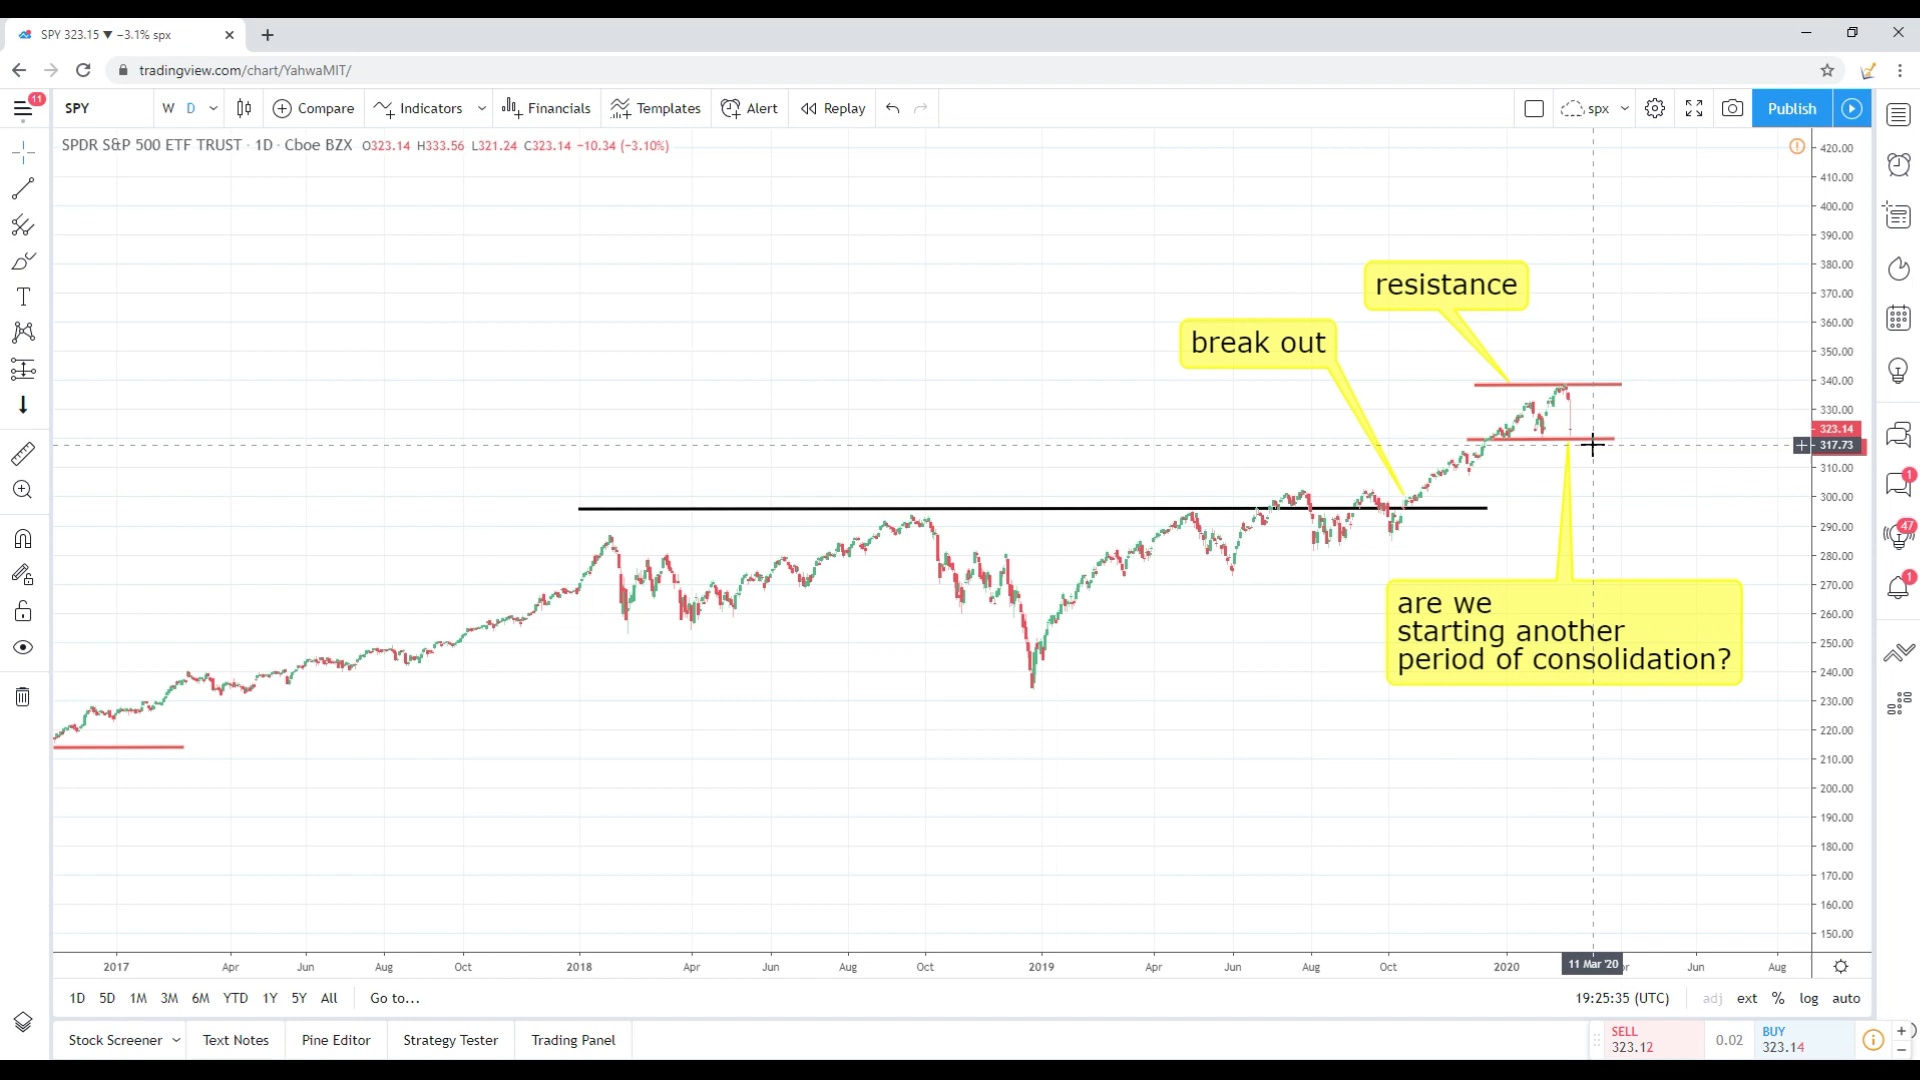 SPY 323.15 ▼ −3.1% spx
tradingview.com/chart/YahwaMIT/
11
SPY
W D
Compare
Indicators
Financials
Templates
Alert
Replay
spx
Publish
SPDR S&P 500 ETF TRUST · 1D · Cboe BZX O323.14 H333.56 L321.24 C323.14 −10.34 (−3.10%)
420.00
410.00
400.00
390.00
380.00
370.00
360.00
350.00
340.00
330.00
323.14
317.73
310.00
300.00
290.00
280.00
270.00
260.00
250.00
240.00
230.00
220.00
210.00
200.00
190.00
180.00
170.00
160.00
150.00
resistance
break out
are we
starting another
period of consolidation?
1
47
1
2017 Apr Jun Aug Oct 2018 Apr Jun Aug Oct 2019 Apr Jun Aug Oct 2020 11 Mar '20 Jun Aug
1D 5D 1M 3M 6M YTD 1Y 5Y All Go to...
19:25:35 (UTC) adj ext % log auto
Stock Screener Text Notes Pine Editor Strategy Tester Trading Panel
SELL
323.12
0.02
BUY
323.14